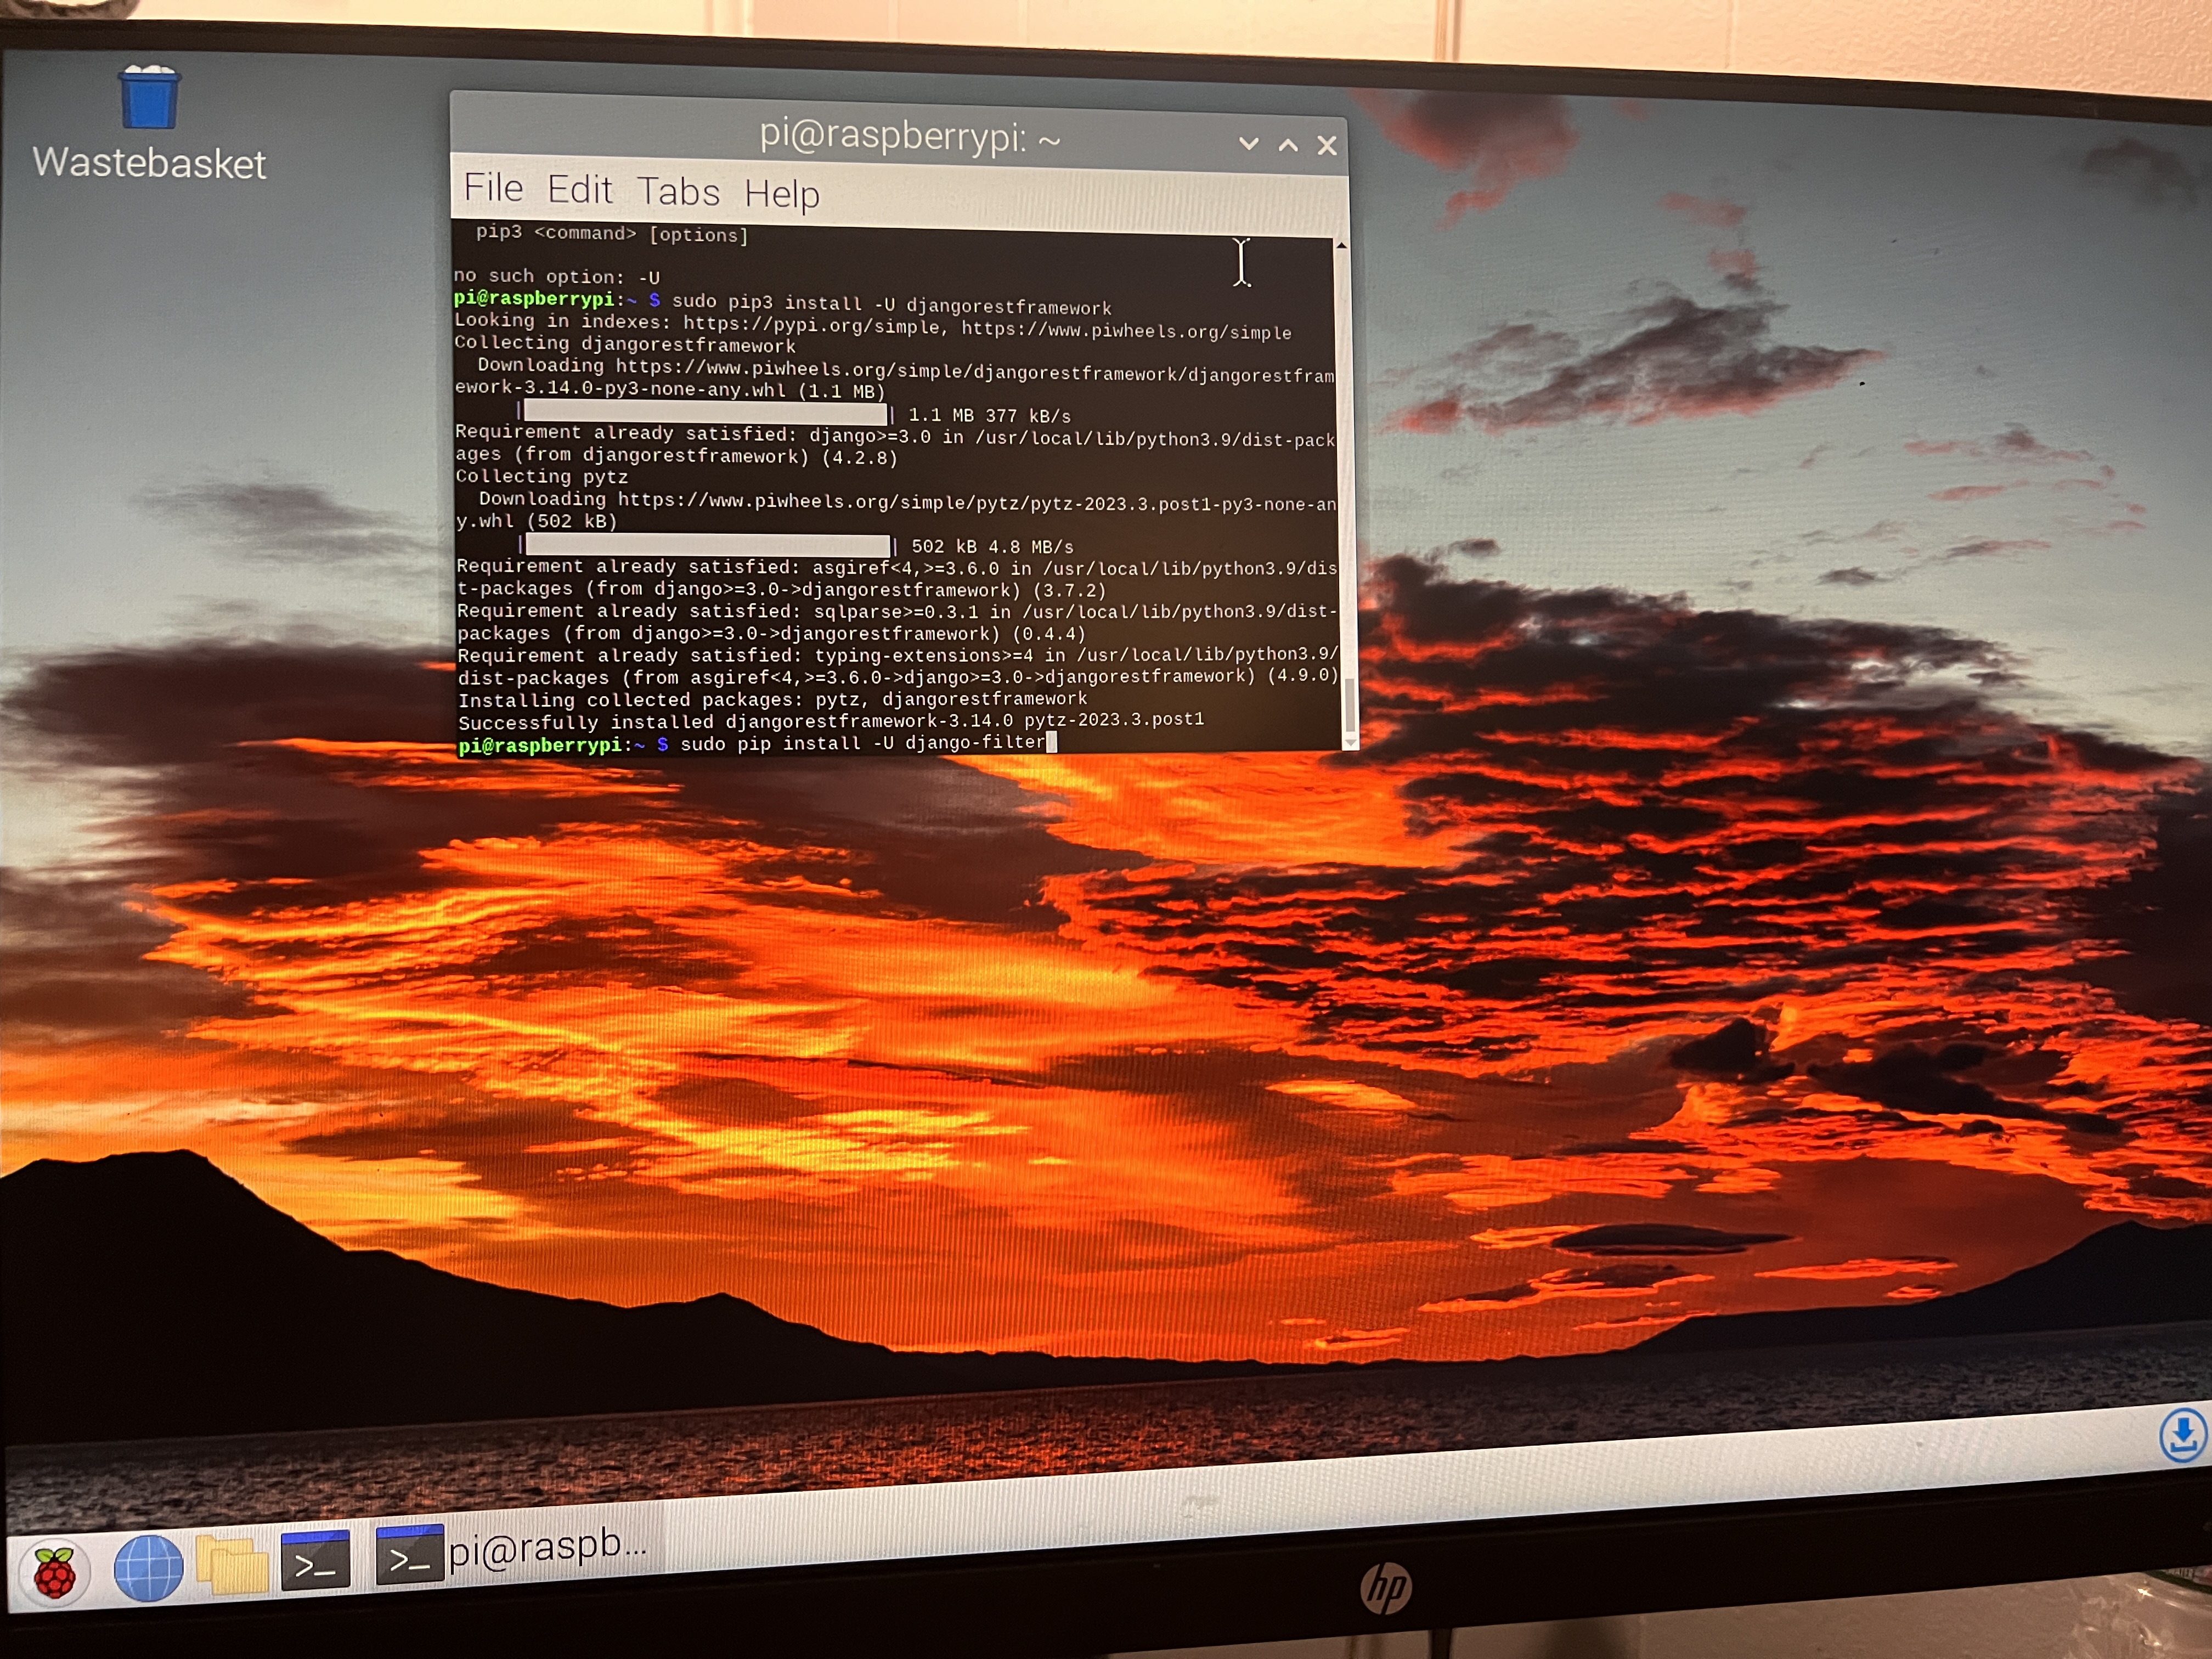 Wastebasket
pi@raspberrypi: ~
File Edit Tabs Help
pip3 <command> [options]
no such option: -U
pi@raspberrypi:~ $ sudo pip3 install -U djangorestframework
Looking in indexes: https://pypi.org/simple, https://www.piwheels.org/simple
Collecting djangorestframework
Downloading https://www.piwheels.org/simple/djangorestframework/djangorestfram
ework-3.14.0-py3-none-any.whl (1.1 MB)
| | 1.1 MB 377 kB/s
Requirement already satisfied: django>=3.0 in /usr/local/lib/python3.9/dist-pack
ages (from djangorestframework) (4.2.8)
Collecting pytz
Downloading https://www.piwheels.org/simple/pytz/pytz-2023.3.post1-py3-none-an
y.whl (502 kB)
| | 502 kB 4.8 MB/s
Requirement already satisfied: asgiref<4,>=3.6.0 in /usr/local/lib/python3.9/dis
t-packages (from django>=3.0->djangorestframework) (3.7.2)
Requirement already satisfied: sqlparse>=0.3.1 in /usr/local/lib/python3.9/dist-
packages (from django>=3.0->djangorestframework) (0.4.4)
Requirement already satisfied: typing-extensions>=4 in /usr/local/lib/python3.9/
dist-packages (from asgiref<4,>=3.6.0->django>=3.0->djangorestframework) (4.9.0)
Installing collected packages: pytz, djangorestframework
Successfully installed djangorestframework-3.14.0 pytz-2023.3.post1
pi@raspberrypi:~ $ sudo pip install -U django-filter
>_ >_ pi@raspb...
hp